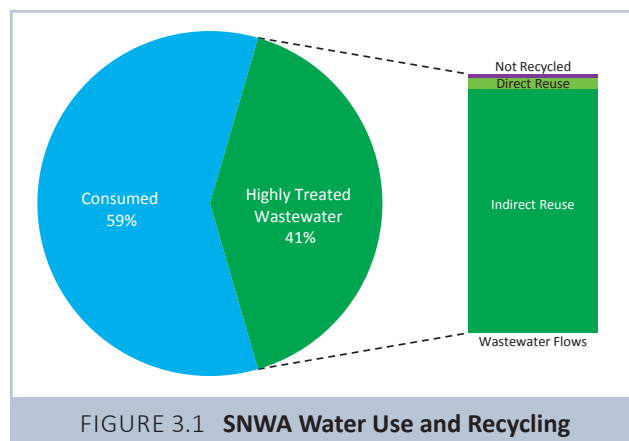 Consumed
59%
Highly Treated
Wastewater
41%
Not Recycled
Direct Reuse
Indirect Reuse
Wastewater Flows
FIGURE 3.1 SNWA Water Use and Recycling